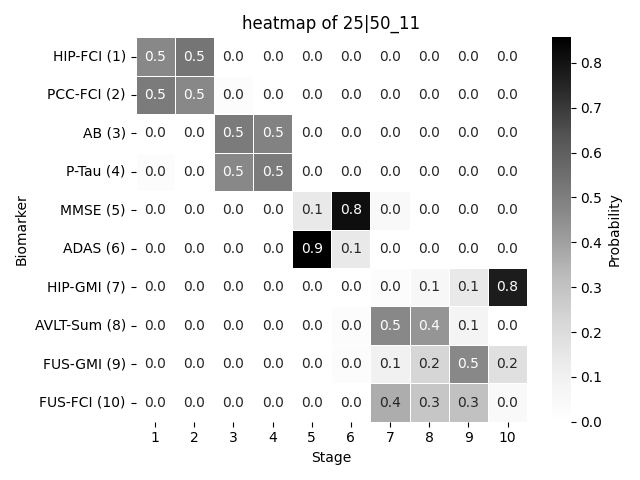 heatmap of 25|50_11
HIP-FCI (1) 0.5 0.5 0.0 0.0 0.0 0.0 0.0 0.0 0.0 0.0
PCC-FCI (2) 0.5 0.5 0.0 0.0 0.0 0.0 0.0 0.0 0.0 0.0
AB (3) 0.0 0.0 0.5 0.5 0.0 0.0 0.0 0.0 0.0 0.0
P-Tau (4) 0.0 0.0 0.5 0.5 0.0 0.0 0.0 0.0 0.0 0.0
MMSE (5) 0.0 0.0 0.0 0.0 0.1 0.8 0.0 0.0 0.0 0.0
ADAS (6) 0.0 0.0 0.0 0.0 0.9 0.1 0.0 0.0 0.0 0.0
HIP-GMI (7) 0.0 0.0 0.0 0.0 0.0 0.0 0.0 0.1 0.1 0.8
AVLT-Sum (8) 0.0 0.0 0.0 0.0 0.0 0.0 0.5 0.4 0.1 0.0
FUS-GMI (9) 0.0 0.0 0.0 0.0 0.0 0.0 0.1 0.2 0.5 0.2
FUS-FCI (10) 0.0 0.0 0.0 0.0 0.0 0.0 0.4 0.3 0.3 0.0
1 2 3 4 5 6 7 8 9 10
Stage
Biomarker
0.8
0.7
0.6
0.5
0.4
0.3
0.2
0.1
0.0
Probability